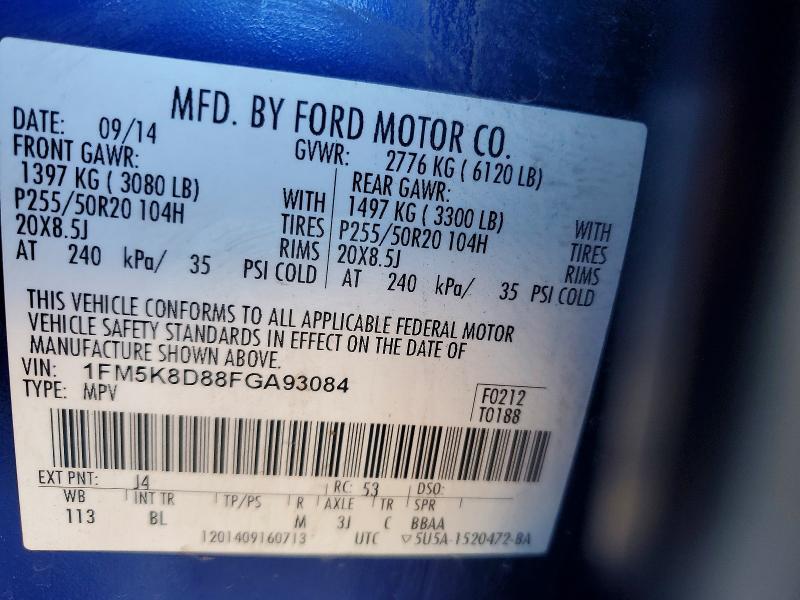 MFD. BY FORD MOTOR CO.
DATE: 09/14 GVWR: 2776 KG ( 6120 LB)
FRONT GAWR: REAR GAWR:
1397 KG ( 3080 LB) WITH 1497 KG ( 3300 LB) WITH
P255/50R20 104H TIRES P255/50R20 104H TIRES
20X8.5J RIMS 20X8.5J RIMS
AT 240 kPa/ 35 PSI COLD AT 240 kPa/ 35 PSI COLD
THIS VEHICLE CONFORMS TO ALL APPLICABLE FEDERAL MOTOR
VEHICLE SAFETY STANDARDS IN EFFECT ON THE DATE OF
MANUFACTURE SHOWN ABOVE.
VIN: 1FM5K8D88FGA93084
TYPE: MPV
F0212
T0188
EXT PNT: J4 RC: 53 DSO:
WB INT TR TP/PS R AXLE TR SPR
113 BL M 3J C BBAA
1201409160713 UTC ▽5U5A-1520472-BA